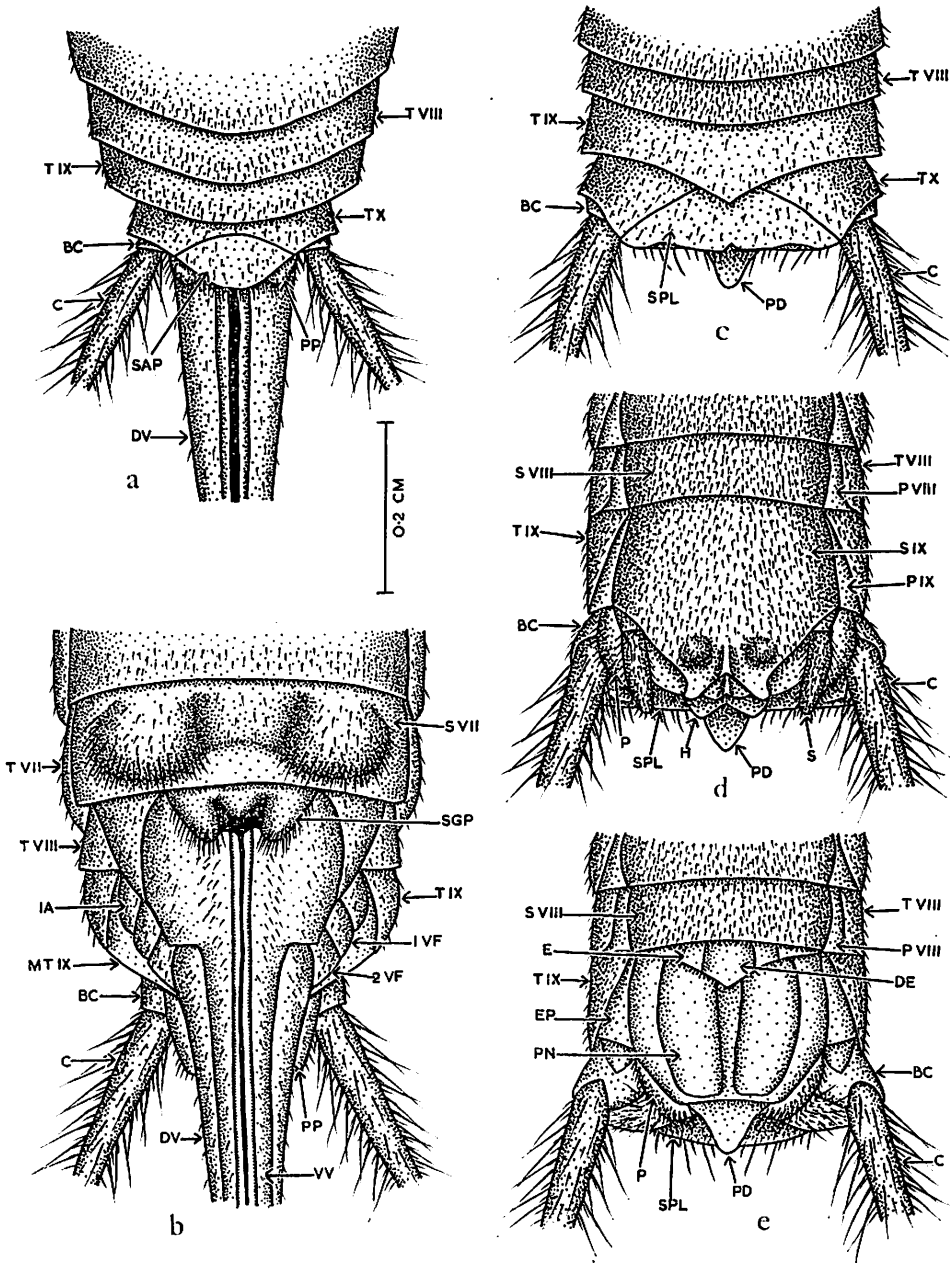 T VIII
T IX
TX
BC
C
SAP
PP
DV
a
0·2 CM
T VIII
T IX
TX
BC
C
SPL
PD
c
S VIII
T VIII
P VIII
T IX
S IX
P IX
BC
C
P
SPL
H
PD
S
d
S VII
T VII
SGP
T VIII
T IX
IA
1 VF
MT IX
2 VF
BC
C
PP
DV
VV
b
T VIII
S VIII
E
P VIII
T IX
DE
EP
PN
BC
C
P
SPL
PD
e